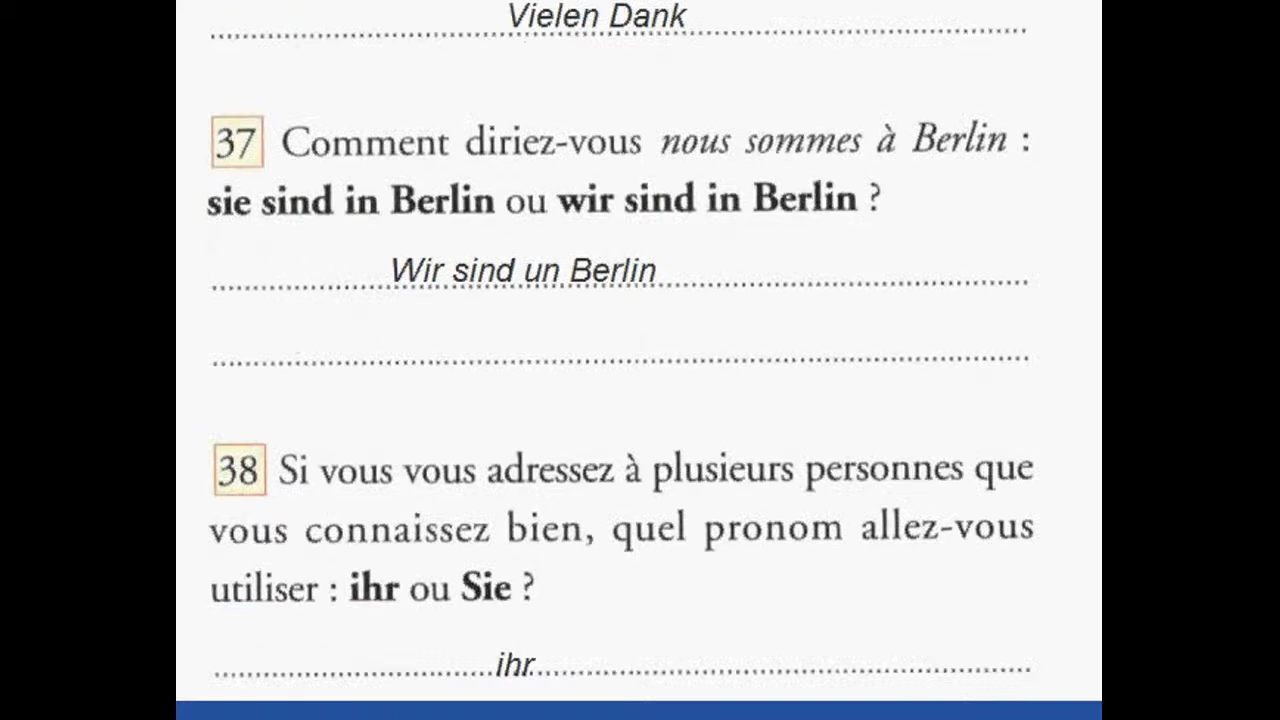 Vielen Dank
37 Comment diriez-vous nous sommes à Berlin :
sie sind in Berlin ou wir sind in Berlin ?
Wir sind un Berlin
38 Si vous vous adressez à plusieurs personnes que
vous connaissez bien, quel pronom allez-vous
utiliser : ihr ou Sie ?
ihr